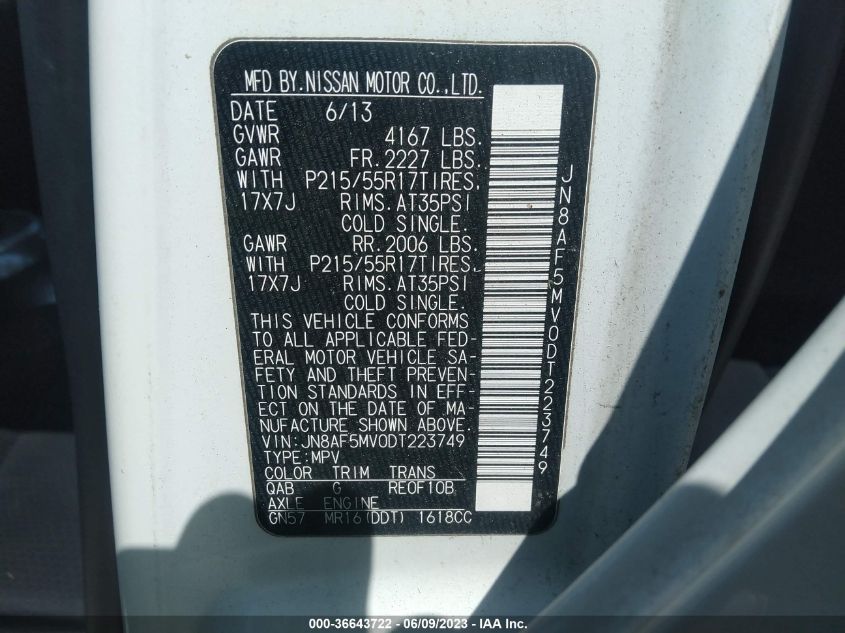 MFD BY.NISSAN MOTOR CO.,LTD.
DATE 6/13
GVWR 4167 LBS.
GAWR FR.2227 LBS.
WITH P215/55R17TIRES.
17X7J RIMS.AT35PSI
COLD SINGLE.
GAWR RR.2006 LBS.
WITH P215/55R17TIRES.
17X7J RIMS.AT35PSI
COLD SINGLE.
THIS VEHICLE CONFORMS
TO ALL APPLICABLE FED-
ERAL MOTOR VEHICLE SA-
FETY AND THEFT PREVEN-
TION STANDARDS IN EFF-
ECT ON THE DATE OF MA-
NUFACTURE SHOWN ABOVE.
VIN:JN8AF5MV0DT223749
TYPE:MPV
COLOR TRIM TRANS
QAB G RE0F10B
AXLE ENGINE
GN57 MR16(DDT) 1618CC
JN8AF5MV0DT223749
000-36643722 - 06/09/2023 - IAA Inc.